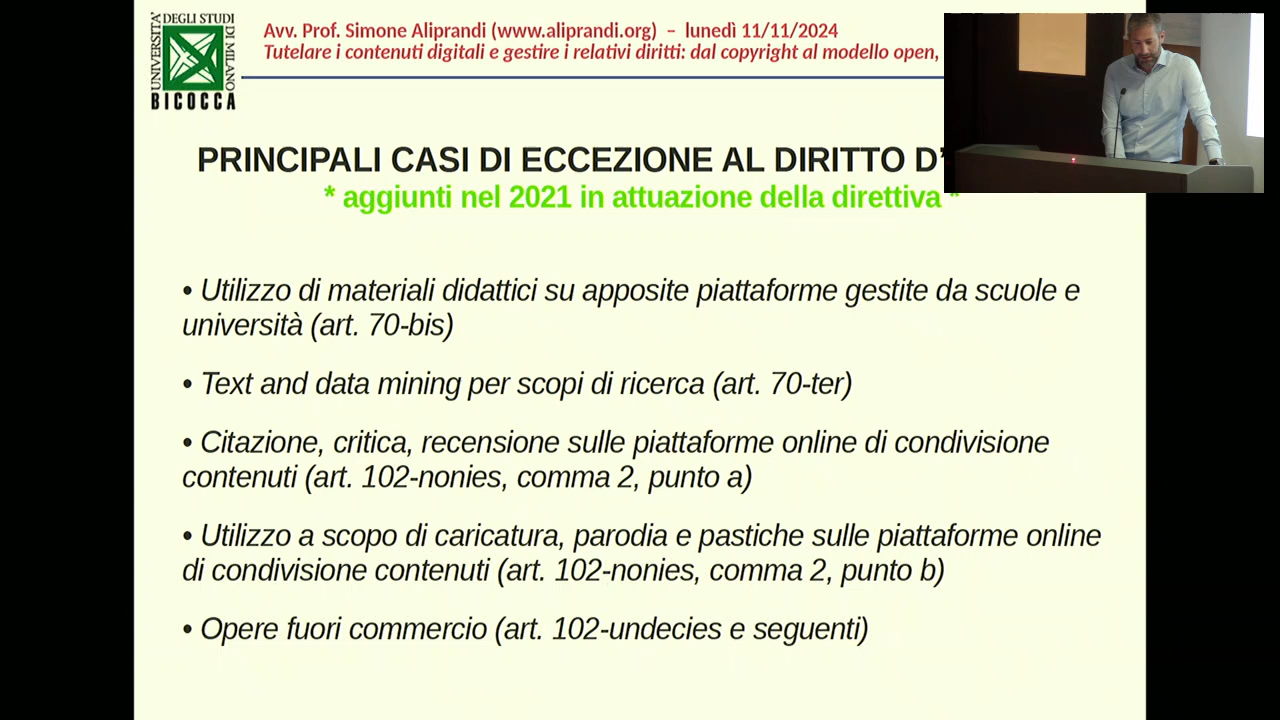 UNIVERSITA' DEGLI STUDI DI MILANO
BICOCCA
Avv. Prof. Simone Aliprandi (www.aliprandi.org) – lunedì 11/11/2024
Tutelare i contenuti digitali e gestire i relativi diritti: dal copyright al modello open,
PRINCIPALI CASI DI ECCEZIONE AL DIRITTO D’
* aggiunti nel 2021 in attuazione della direttiva *
• Utilizzo di materiali didattici su apposite piattaforme gestite da scuole e
università (art. 70-bis)
• Text and data mining per scopi di ricerca (art. 70-ter)
• Citazione, critica, recensione sulle piattaforme online di condivisione
contenuti (art. 102-nonies, comma 2, punto a)
• Utilizzo a scopo di caricatura, parodia e pastiche sulle piattaforme online
di condivisione contenuti (art. 102-nonies, comma 2, punto b)
• Opere fuori commercio (art. 102-undecies e seguenti)